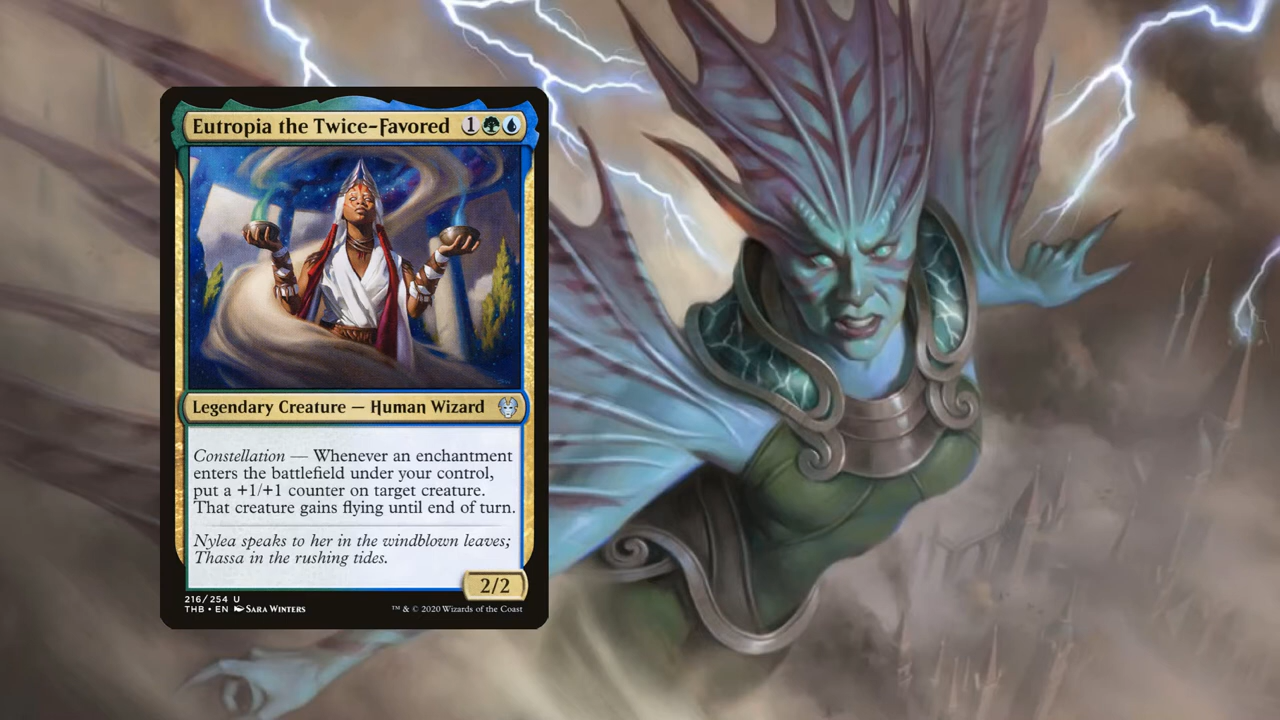 Eutropia the Twice-Favored 1
Legendary Creature — Human Wizard
Constellation — Whenever an enchantment
enters the battlefield under your control,
put a +1/+1 counter on target creature.
That creature gains flying until end of turn.
Nylea speaks to her in the windblown leaves;
Thassa in the rushing tides.
2/2
216/254 U
THB • EN SARA WINTERS
™ & © 2020 Wizards of the Coast